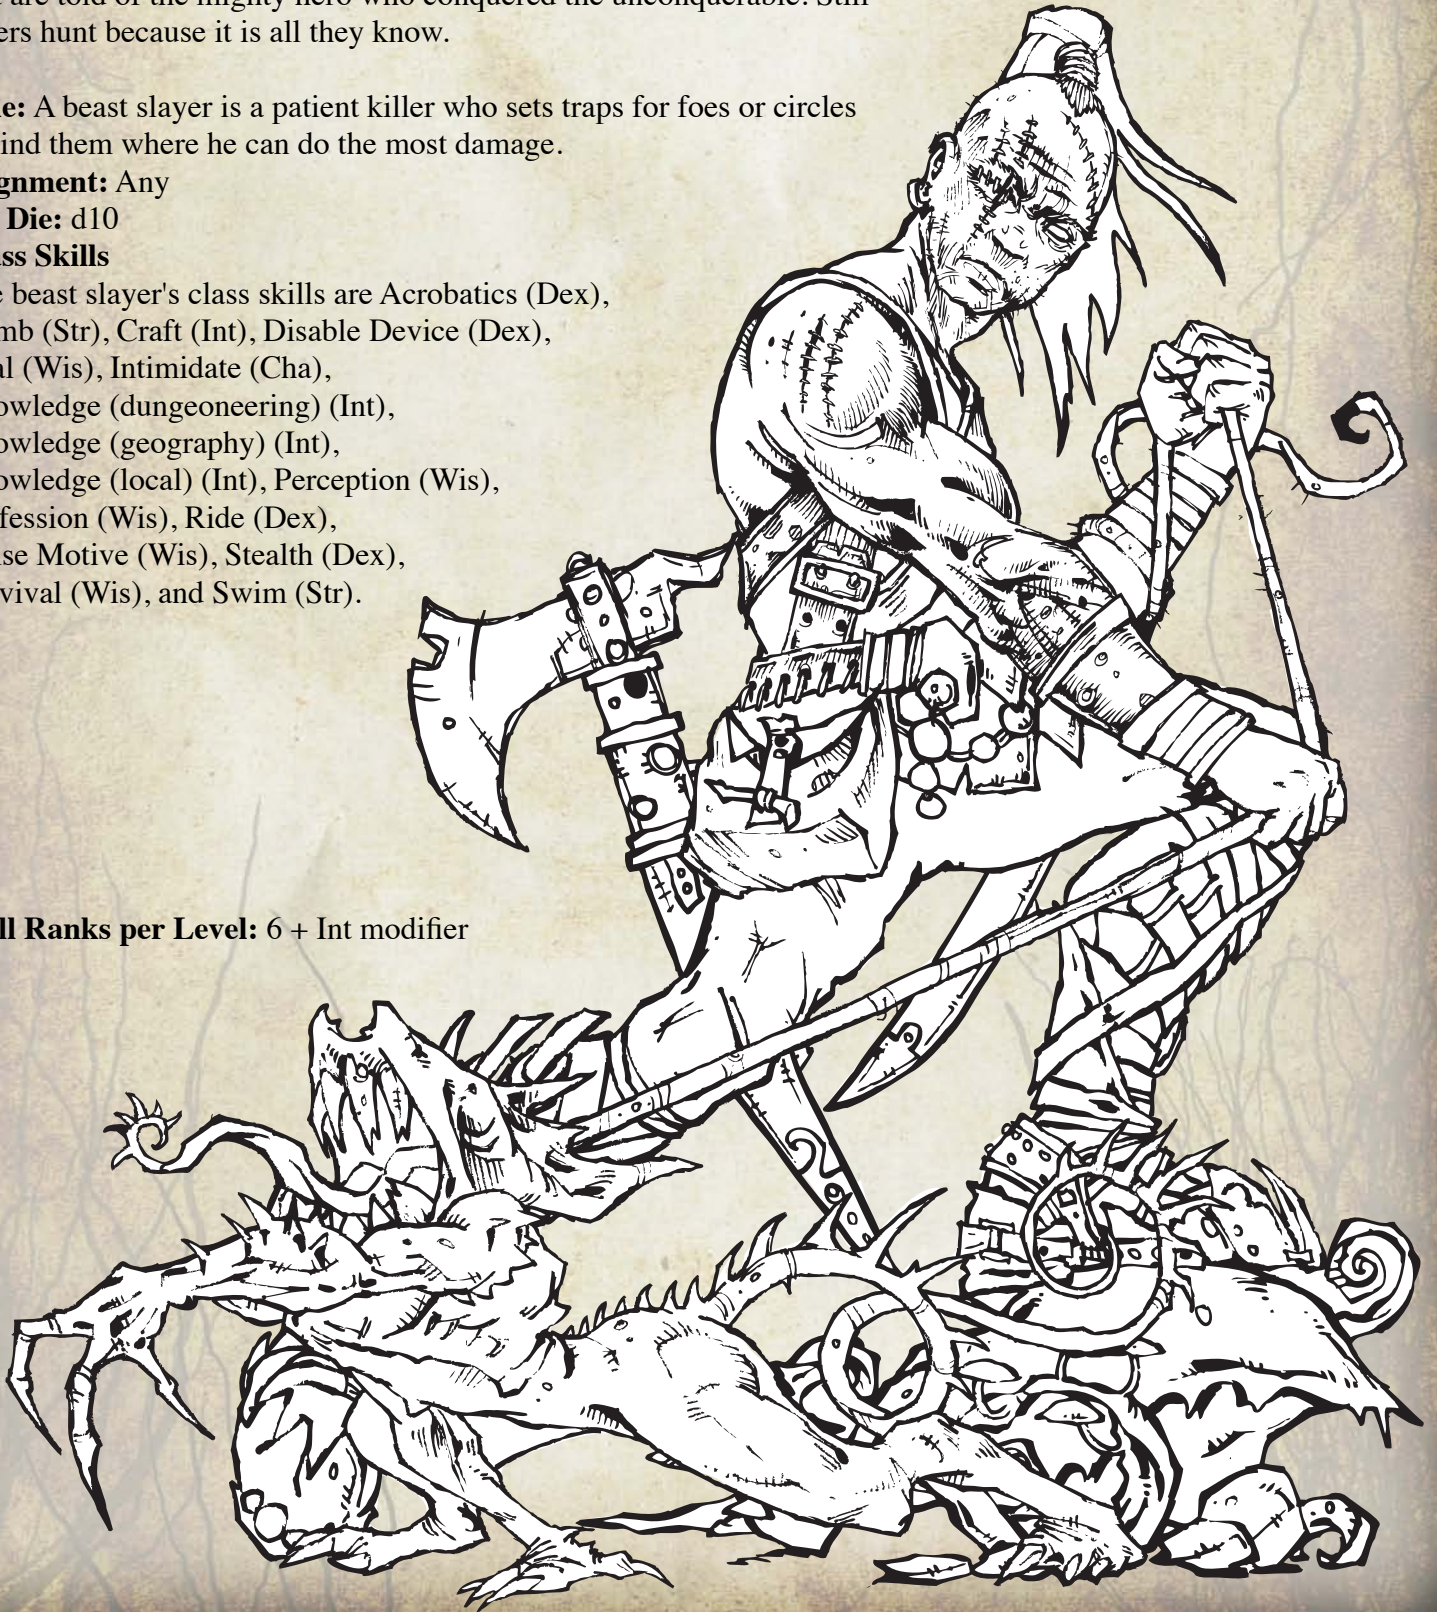 are told of the mighty hero who conquered the unconquerable. Still
ers hunt because it is all they know.
e: A beast slayer is a patient killer who sets traps for foes or circles
ind them where he can do the most damage.
gnment: Any
Die: d10
ss Skills
e beast slayer's class skills are Acrobatics (Dex),
mb (Str), Craft (Int), Disable Device (Dex),
al (Wis), Intimidate (Cha),
owledge (dungeoneering) (Int),
owledge (geography) (Int),
owledge (local) (Int), Perception (Wis),
fession (Wis), Ride (Dex),
se Motive (Wis), Stealth (Dex),
vival (Wis), and Swim (Str).
ll Ranks per Level: 6 + Int modifier